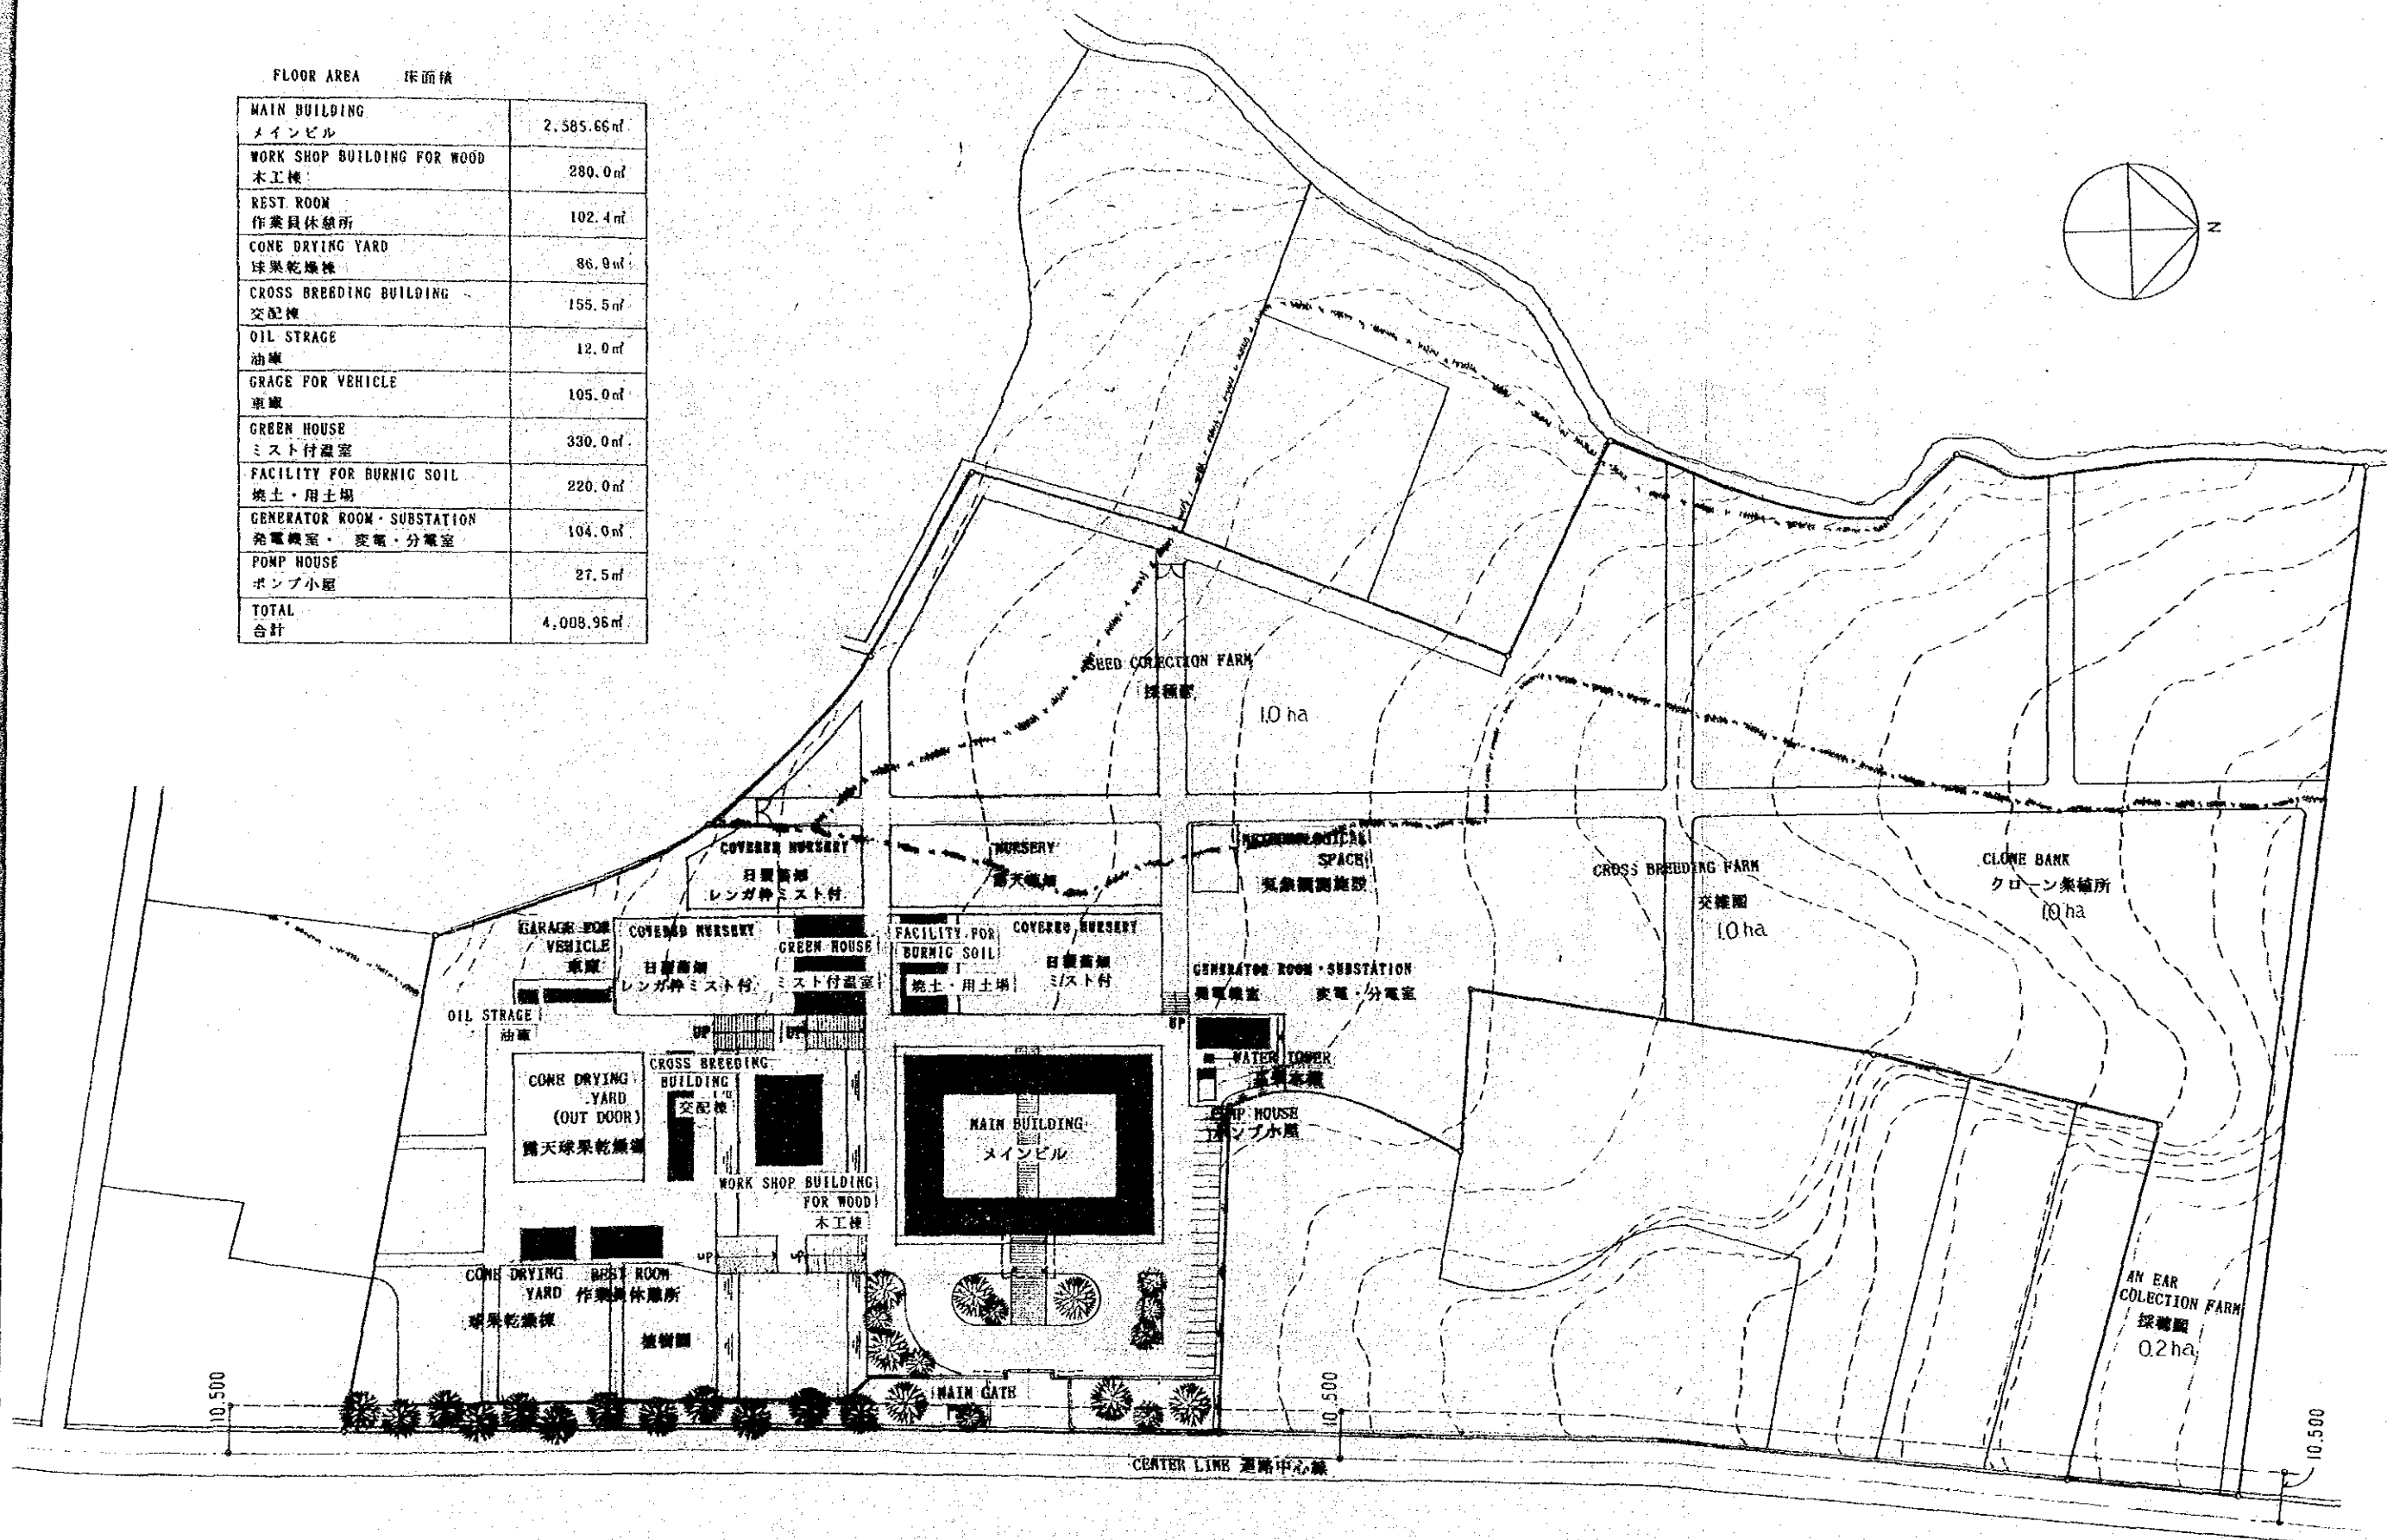 FLOOR AREA 床面積
MAIN BUILDING
メインビル
2,585.66㎡
WORK SHOP BUILDING FOR WOOD
木工棟
280.0㎡
REST ROOM
作業員休憩所
102.4㎡
CONE DRYING YARD
球果乾燥棟
86.9㎡
CROSS BREEDING BUILDING
交配棟
155.5㎡
OIL STRAGE
油庫
12.0㎡
GRAGE FOR VEHICLE
車庫
105.0㎡
GREEN HOUSE
ミスト付温室
330.0㎡
FACILITY FOR BURNIG SOIL
焼土・用土場
220.0㎡
GENERATOR ROOM・SUBSTATION
発電機室・ 変電・分電室
104.0㎡
POMP HOUSE
ポンプ小屋
27.5㎡
TOTAL
合計
4,008.96㎡
N
SEED COLECTION FARM
採種園
1.0 ha
COVERED NURSERY
日覆苗畑
レンガ枠ミスト付
NURSERY
露天苗畑
METEOROLOGICAL
SPACE
気象観測施設
CROSS BREEDING FARM
交雑園
1.0 ha
CLONE BANK
クローン集植所
1.0 ha
GARAGE FOR
VEHICLE
車庫
COVERED NURSERY
日覆苗畑
レンガ枠ミスト付
GREEN HOUSE
ミスト付温室
FACILITY FOR
BURNIG SOIL
焼土・用土場
COVERED NURSERY
日覆苗畑
ミスト付
GENERATOR ROOM・SUBSTATION
発電機室 変電・分電室
OIL STRAGE
油庫
UP
UP
UP
CONE DRYING
YARD
(OUT DOOR)
露天球果乾燥場
CROSS BREEDING
BUILDING
交配棟
WATER TOWER
MAIN BUILDING
メインビル
HOUSE
ポンプ小屋
WORK SHOP BUILDING
FOR WOOD
木工棟
UP
UP
CONE DRYING
YARD
球果乾燥棟
REST ROOM
作業員休憩所
植樹園
AN EAR
COLECTION FARM
採穂園
0.2 ha
MAIN GATE
10.500
10.500
10.500
CENTER LINE 道路中心線